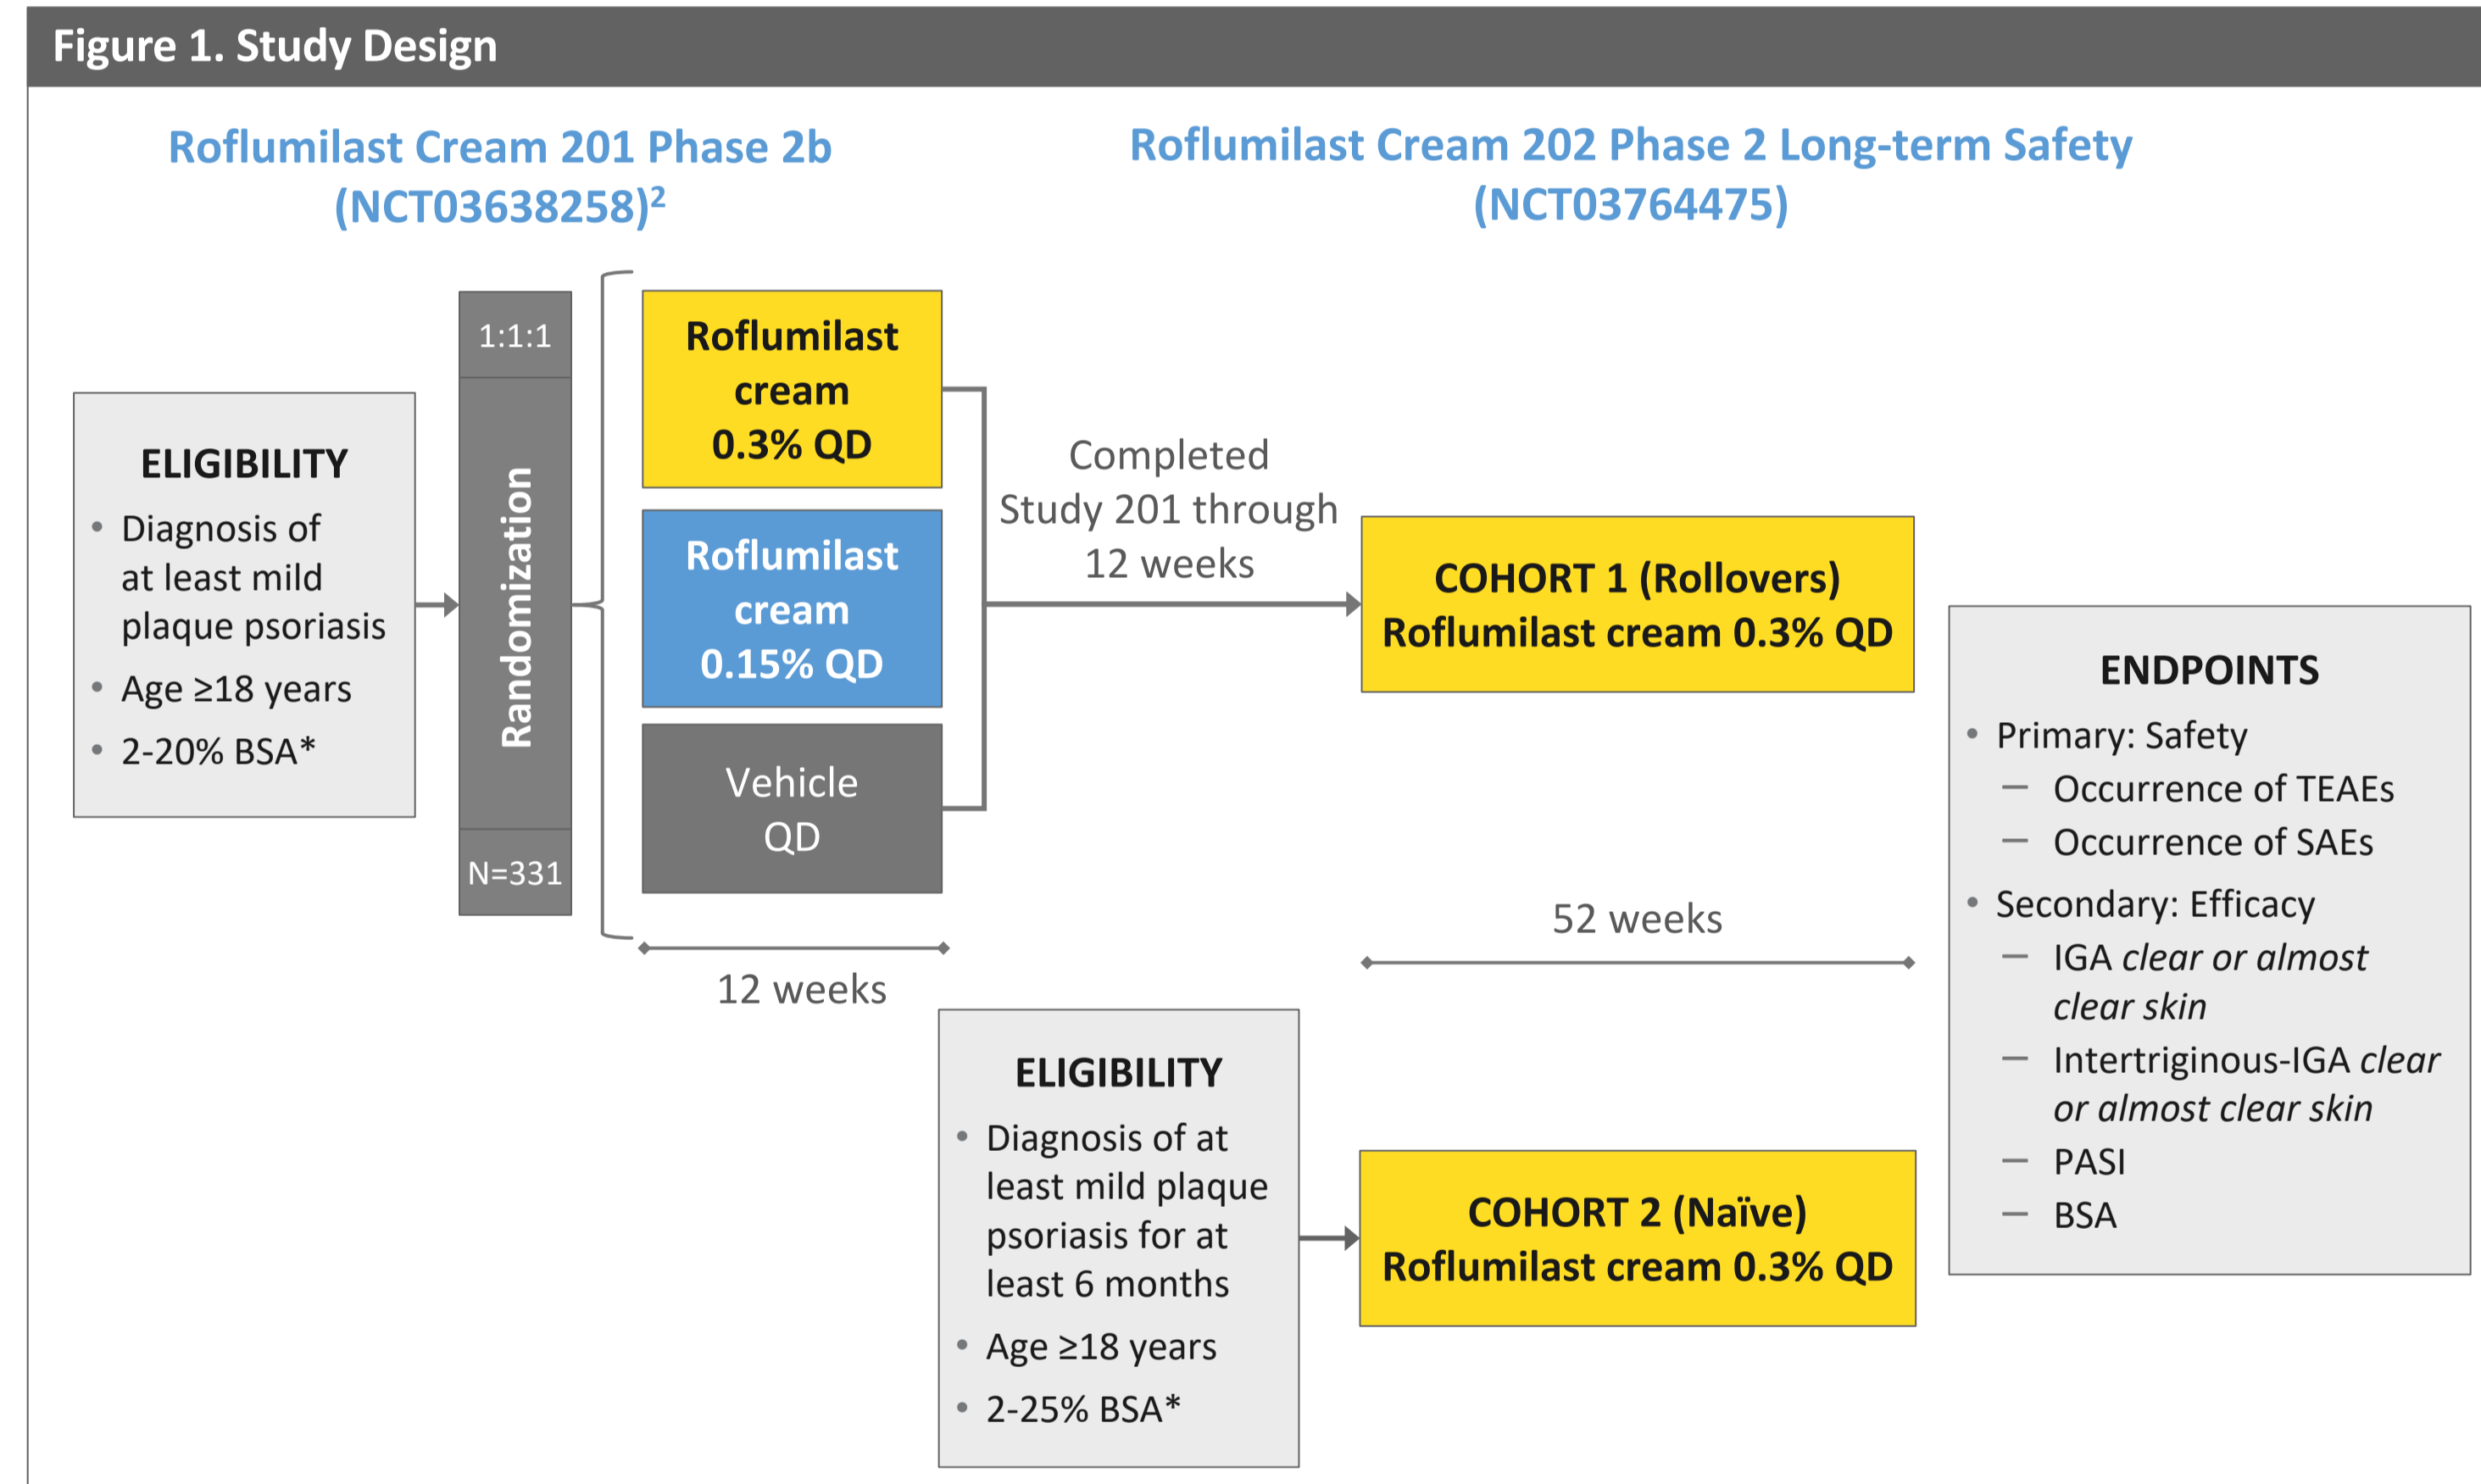 Figure 1. Study Design
Roflumilast Cream 201 Phase 2b
(NCT03638258)²
Roflumilast Cream 202 Phase 2 Long-term Safety
(NCT03764475)
ELIGIBILITY
• Diagnosis of
at least mild
plaque psoriasis
• Age ≥18 years
• 2-20% BSA*
1:1:1
Randomization
N=331
Roflumilast
cream
0.3% QD
Roflumilast
cream
0.15% QD
Vehicle
QD
12 weeks
Completed
Study 201 through
12 weeks
COHORT 1 (Rollovers)
Roflumilast cream 0.3% QD
52 weeks
ELIGIBILITY
• Diagnosis of at
least mild plaque
psoriasis for at
least 6 months
• Age ≥18 years
• 2-25% BSA*
COHORT 2 (Naïve)
Roflumilast cream 0.3% QD
ENDPOINTS
• Primary: Safety
— Occurrence of TEAEs
— Occurrence of SAEs
• Secondary: Efficacy
— IGA clear or almost
clear skin
— Intertriginous-IGA clear
or almost clear skin
— PASI
— BSA